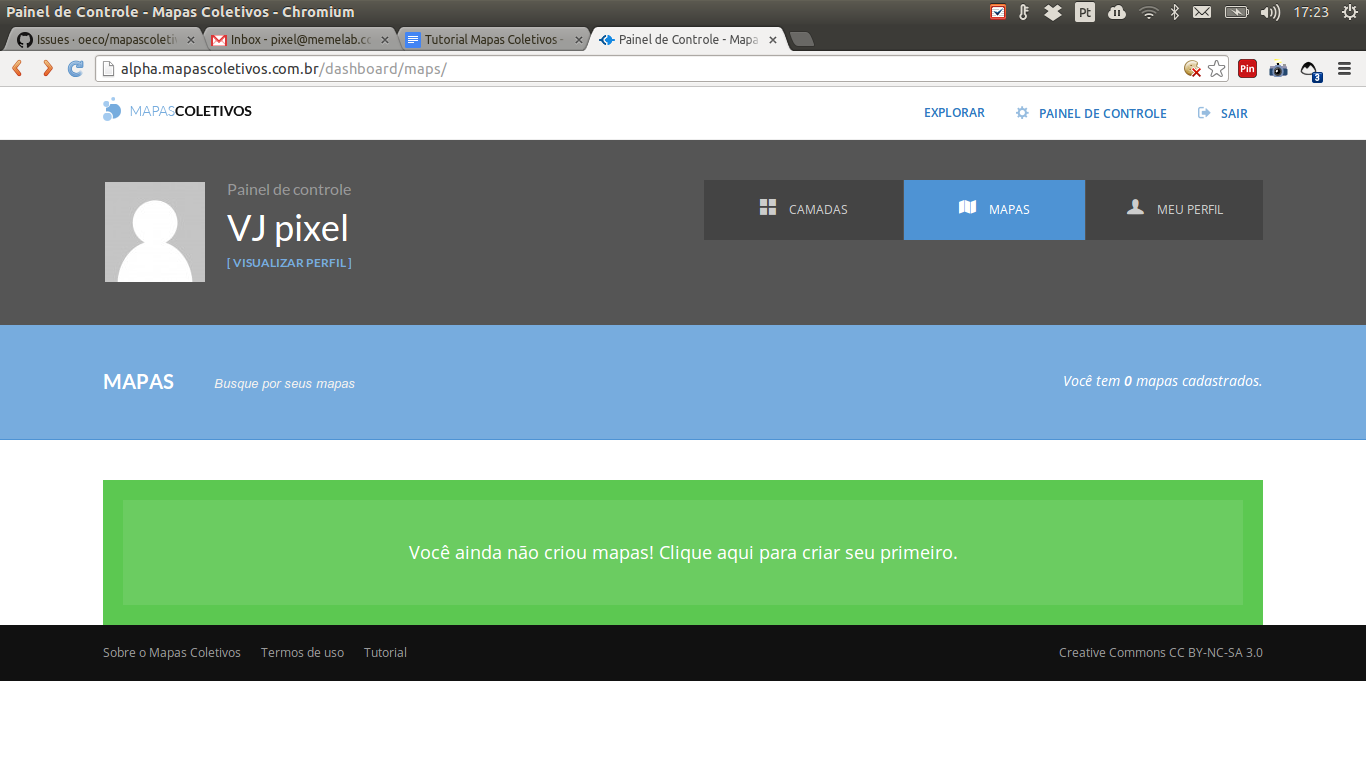 Painel de Controle - Mapas Coletivos - Chromium
Pt
17:23
Issues · oeco/mapascoletiv
Inbox - pixel@memelab.cc
Tutorial Mapas Coletivos -
Painel de Controle - Mapa
alpha.mapascoletivos.com.br/dashboard/maps/
Pin
3
MAPASCOLETIVOS
EXPLORAR
PAINEL DE CONTROLE
SAIR
Painel de controle
VJ pixel
[ VISUALIZAR PERFIL ]
CAMADAS
MAPAS
MEU PERFIL
MAPAS
Busque por seus mapas
Você tem 0 mapas cadastrados.
Você ainda não criou mapas! Clique aqui para criar seu primeiro.
Sobre o Mapas Coletivos
Termos de uso
Tutorial
Creative Commons CC BY-NC-SA 3.0